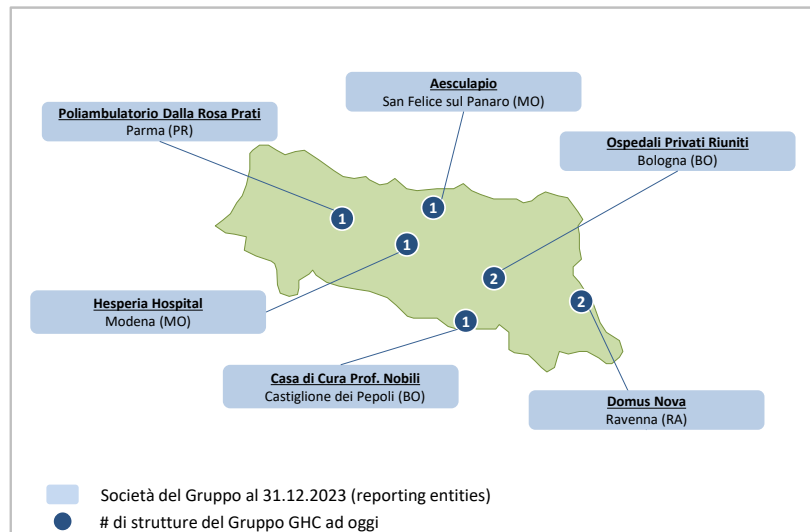 Aesculapio
San Felice sul Panaro (MO)
Poliambulatorio Dalla Rosa Prati
Parma (PR)
Ospedali Privati Riuniti
Bologna (BO)
1
1
1
2
2
1
Hesperia Hospital
Modena (MO)
Casa di Cura Prof. Nobili
Castiglione dei Pepoli (BO)
Domus Nova
Ravenna (RA)
Società del Gruppo al 31.12.2023 (reporting entities)
# di strutture del Gruppo GHC ad oggi